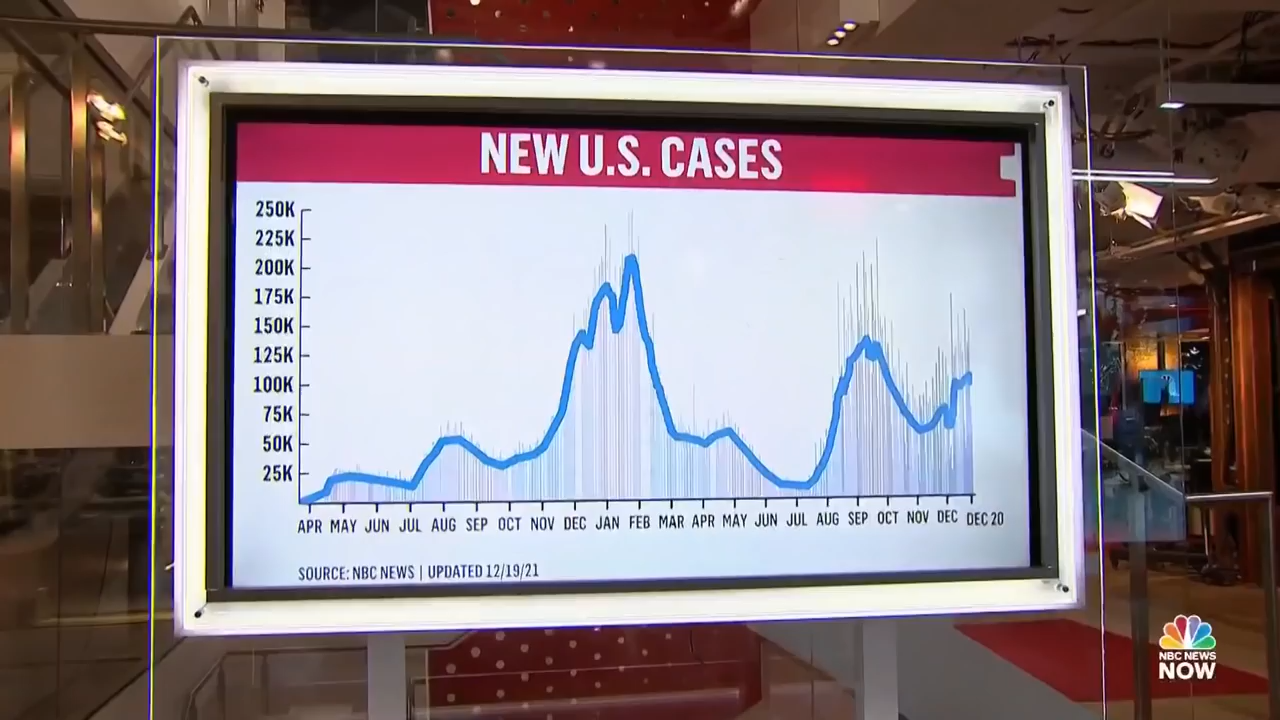 NEW U.S. CASES
250K
225K
200K
175K
150K
125K
100K
75K
50K
25K
APR MAY JUN JUL AUG SEP OCT NOV DEC JAN FEB MAR APR MAY JUN JUL AUG SEP OCT NOV DEC DEC 20
SOURCE: NBC NEWS | UPDATED 12/19/21
NBC NEWS
NOW